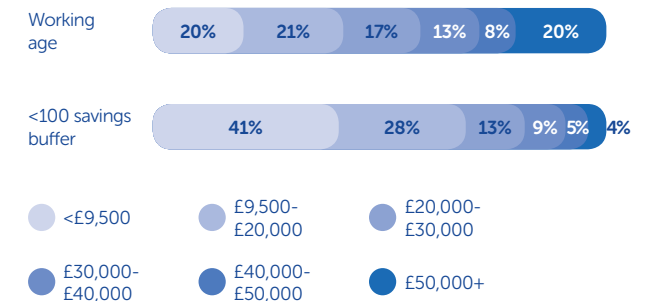 Working
age
20% 21% 17% 13% 8% 20%
<100 savings
buffer
41% 28% 13% 9% 5% 4%
<£9,500
£9,500-
£20,000
£20,000-
£30,000
£30,000-
£40,000
£40,000-
£50,000
£50,000+